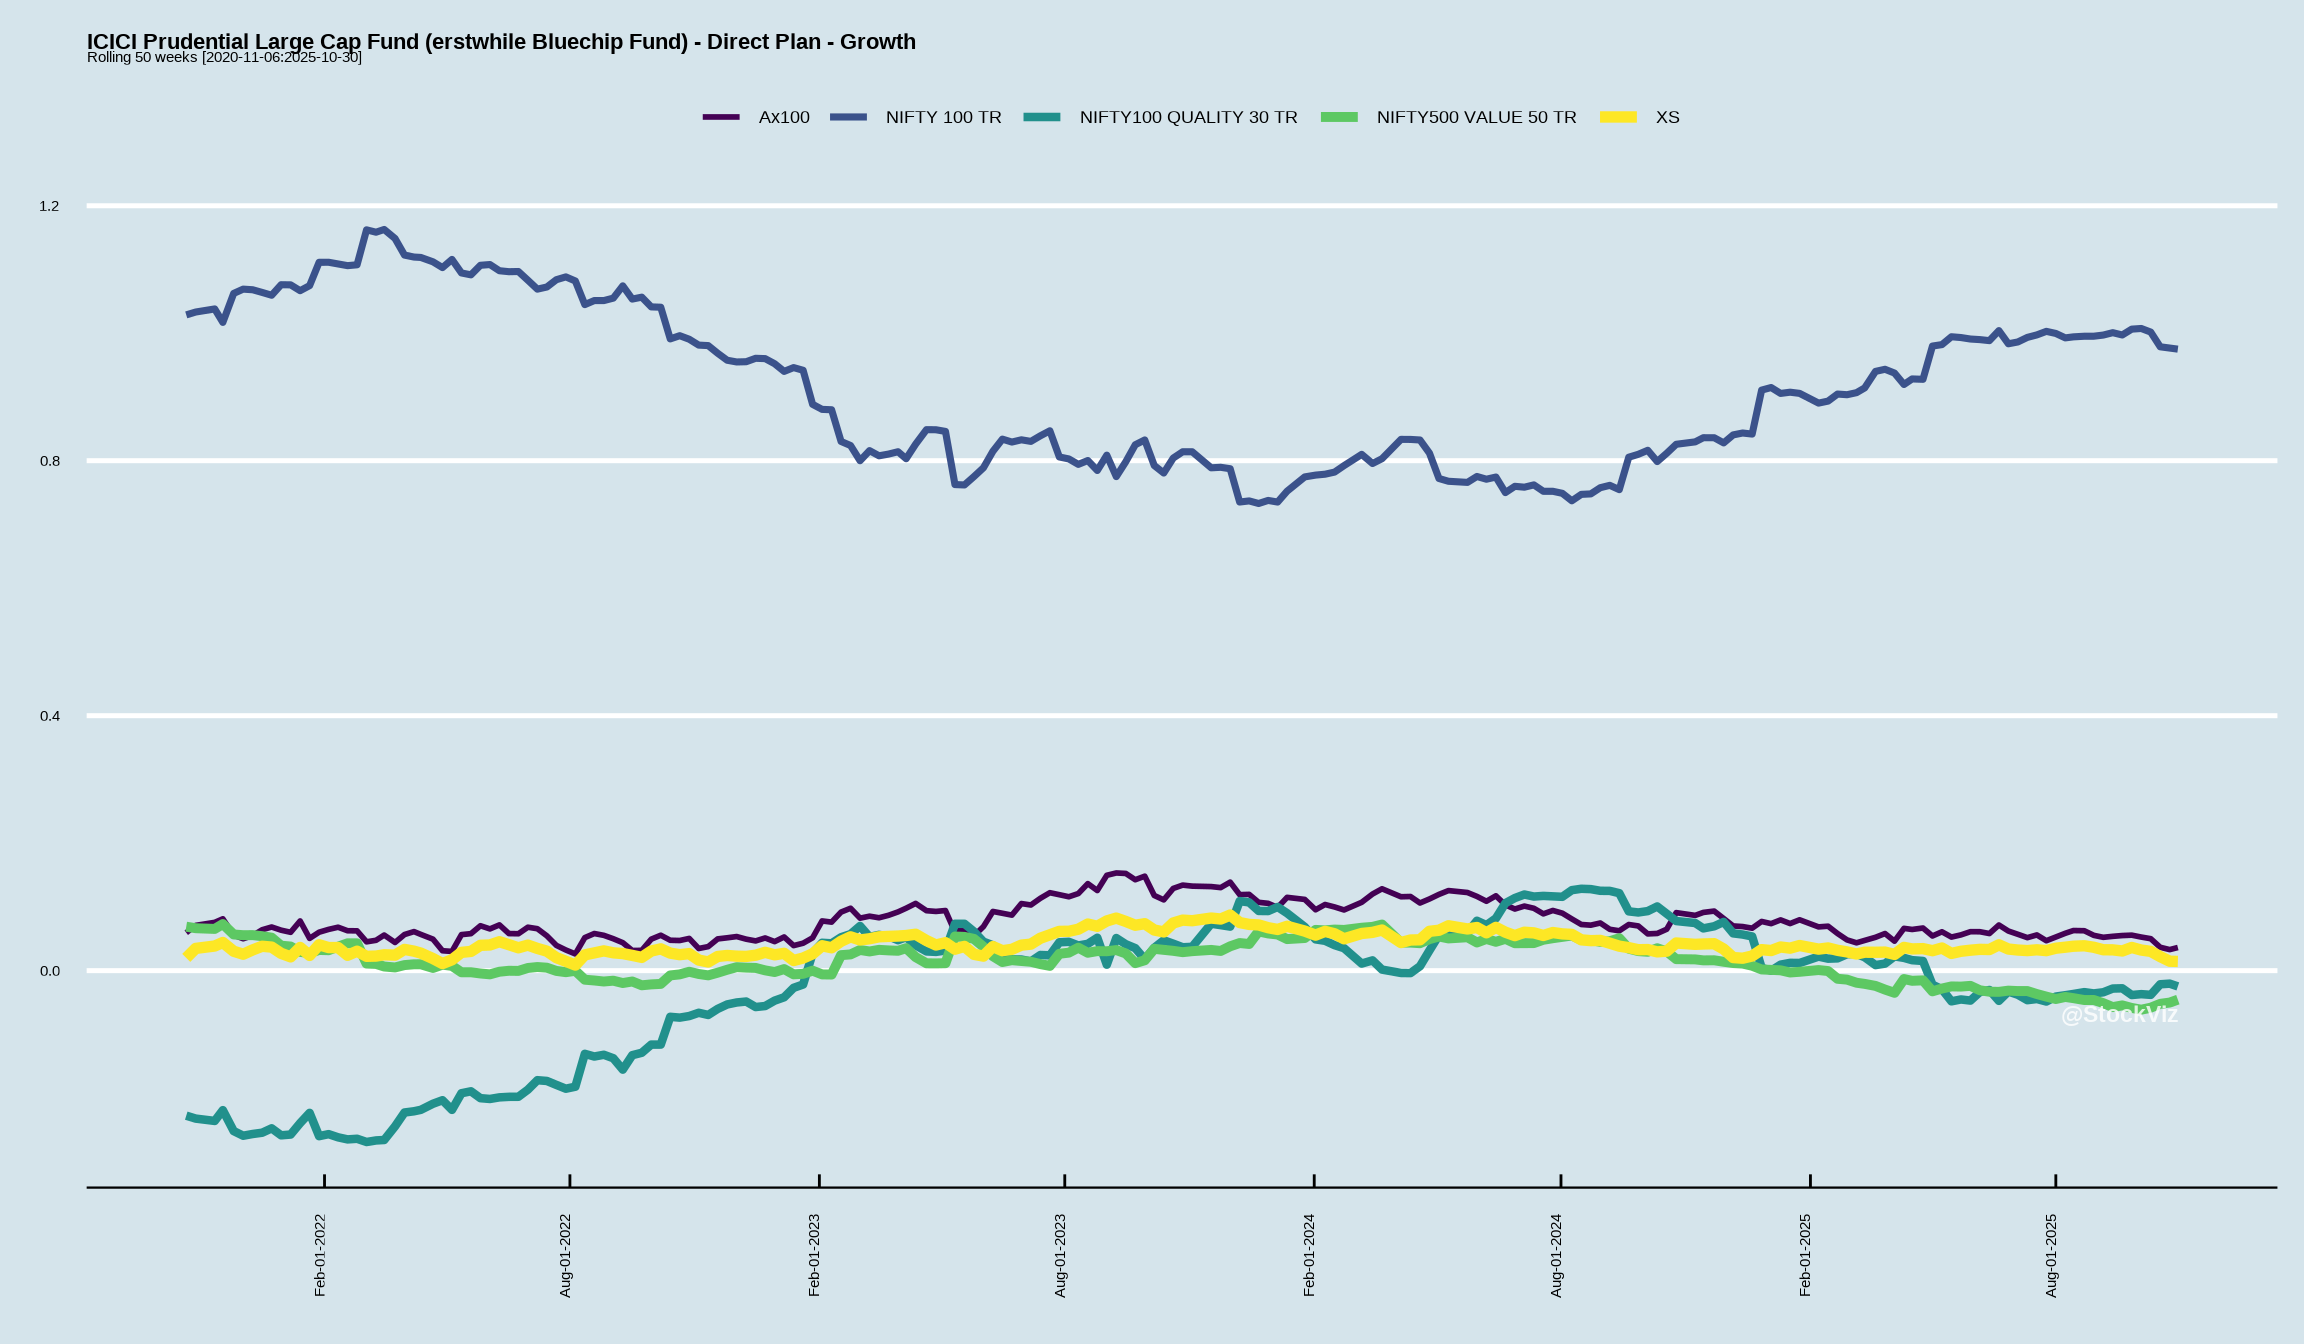 ICICI Prudential Large Cap Fund (erstwhile Bluechip Fund) - Direct Plan - Growth
Rolling 50 weeks [2020-11-06:2025-10-30]
Ax100 NIFTY 100 TR NIFTY100 QUALITY 30 TR NIFTY500 VALUE 50 TR XS
1.2
0.8
0.4
0.0
@StockViz
Feb-01-2022
Aug-01-2022
Feb-01-2023
Aug-01-2023
Feb-01-2024
Aug-01-2024
Feb-01-2025
Aug-01-2025